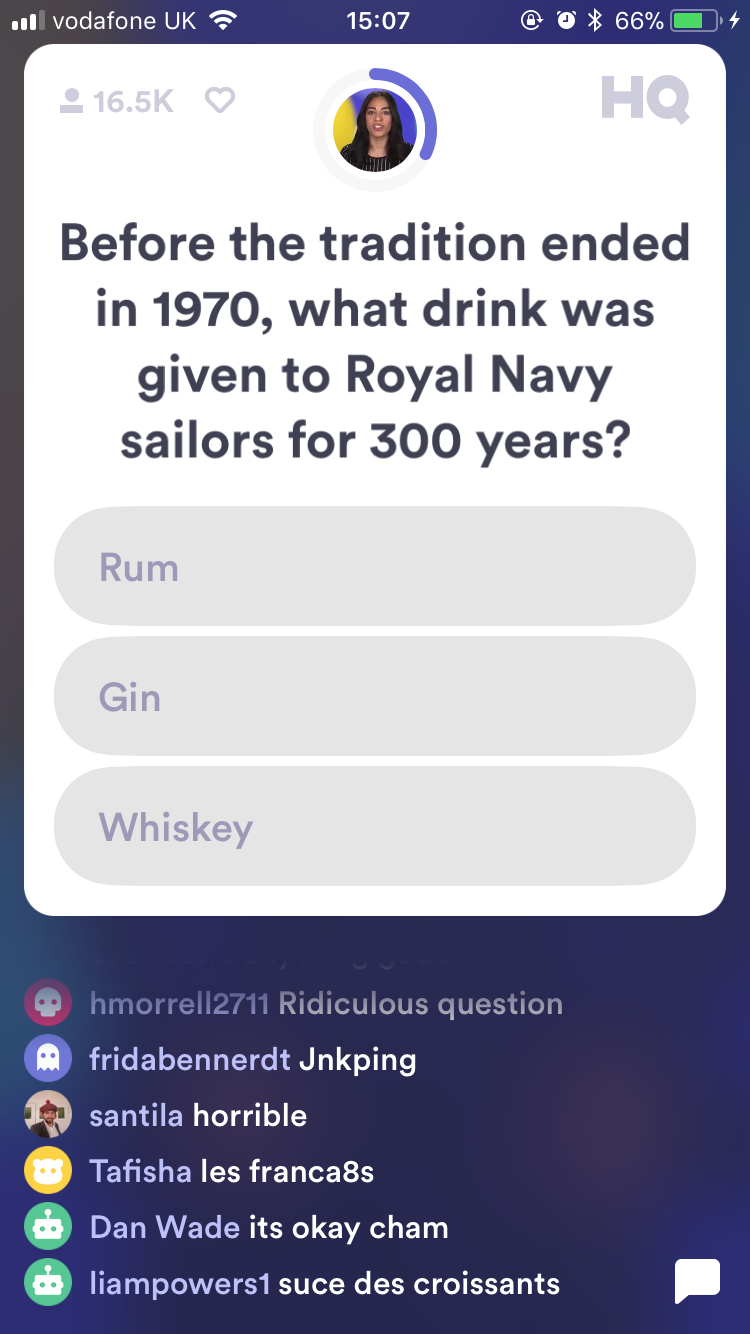 vodafone UK 15:07 66%
16.5K HQ
Before the tradition ended
in 1970, what drink was
given to Royal Navy
sailors for 300 years?
Rum
Gin
Whiskey
hmorrell2711 Ridiculous question
fridabennerdt Jnkping
santila horrible
Tafisha les franca8s
Dan Wade its okay cham
liampowers1 suce des croissants